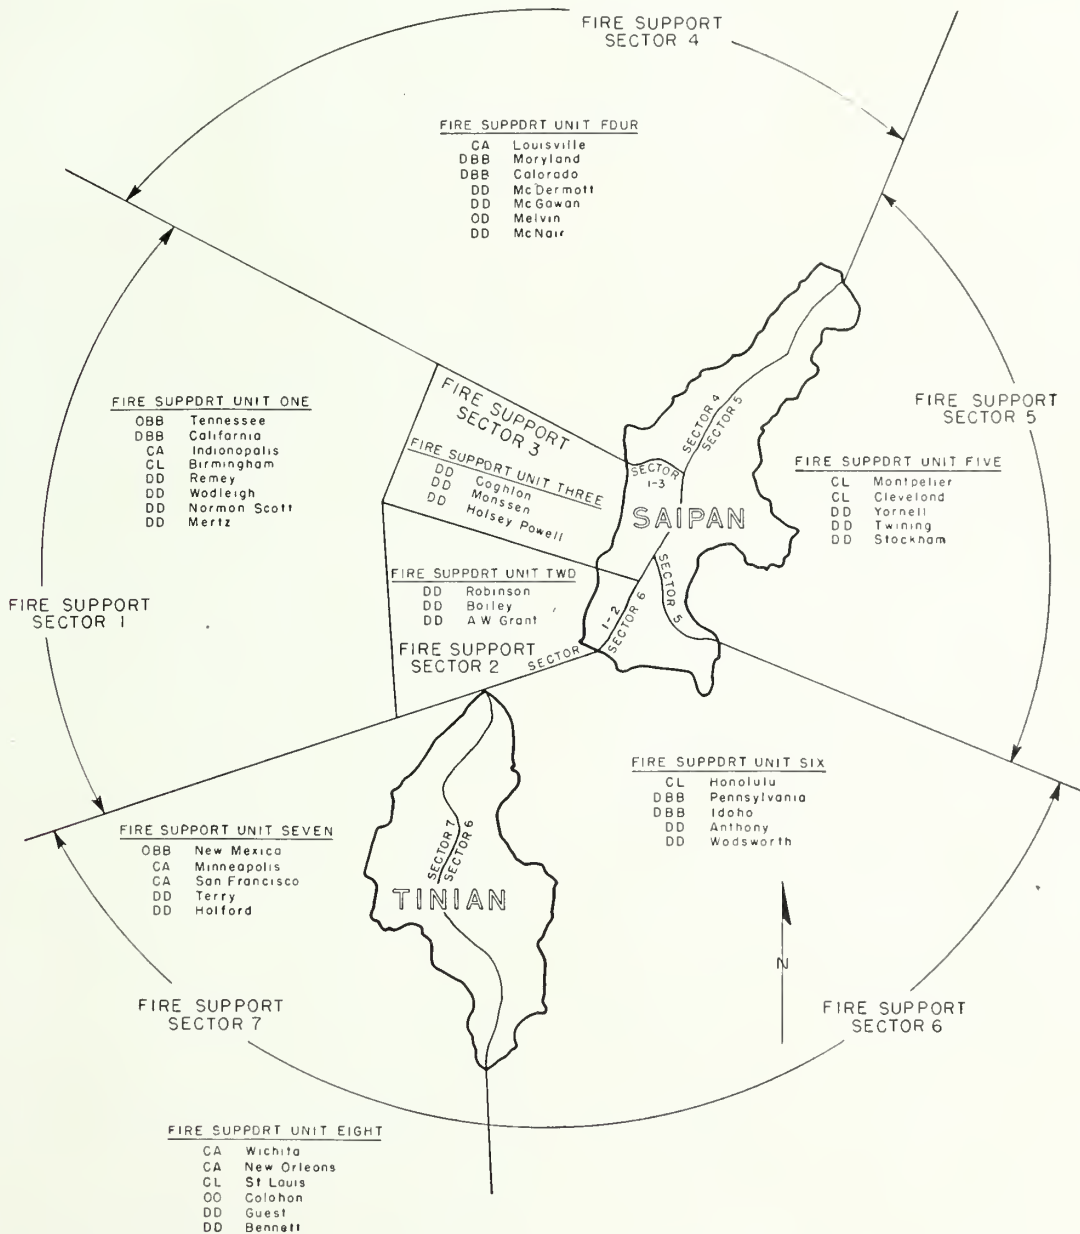 FIRE SUPPORT
SECTOR 4
FIRE SUPPORT UNIT FOUR
CA Louisville
OBB Maryland
OBB Colorado
DD McDermott
DD McGowan
DD Melvin
DD McNair
FIRE SUPPORT UNIT ONE
OBB Tennessee
OBB California
CA Indianapolis
CL Birmingham
DD Remey
DD Wadleigh
DD Norman Scott
DD Mertz
FIRE SUPPORT
SECTOR 3
FIRE SUPPORT UNIT THREE
DD Coghlan
DD Monssen
DD Halsey Powell
SECTOR 4
SECTOR 5
SECTOR
1-3
SAIPAN
FIRE SUPPORT
SECTOR 5
FIRE SUPPORT UNIT FIVE
CL Montpelier
CL Cleveland
DD Yarnell
DD Twining
DD Stockham
FIRE SUPPORT
SECTOR 1
FIRE SUPPORT UNIT TWO
DD Robinson
DD Bailey
DD A W Grant
FIRE SUPPORT
SECTOR 2
SECTOR
1-2
SECTOR 6
SECTOR 5
FIRE SUPPORT UNIT SIX
CL Honolulu
OBB Pennsylvania
OBB Idaho
DD Anthony
DD Wadsworth
FIRE SUPPORT UNIT SEVEN
OBB New Mexico
CA Minneapolis
CA San Francisco
DD Terry
DD Halford
SECTOR 7
SECTOR 6
TINIAN
N
FIRE SUPPORT
SECTOR 7
FIRE SUPPORT
SECTOR 6
FIRE SUPPORT UNIT EIGHT
CA Wichita
CA New Orleans
CL St Louis
DD Colahan
DD Guest
DD Bennett